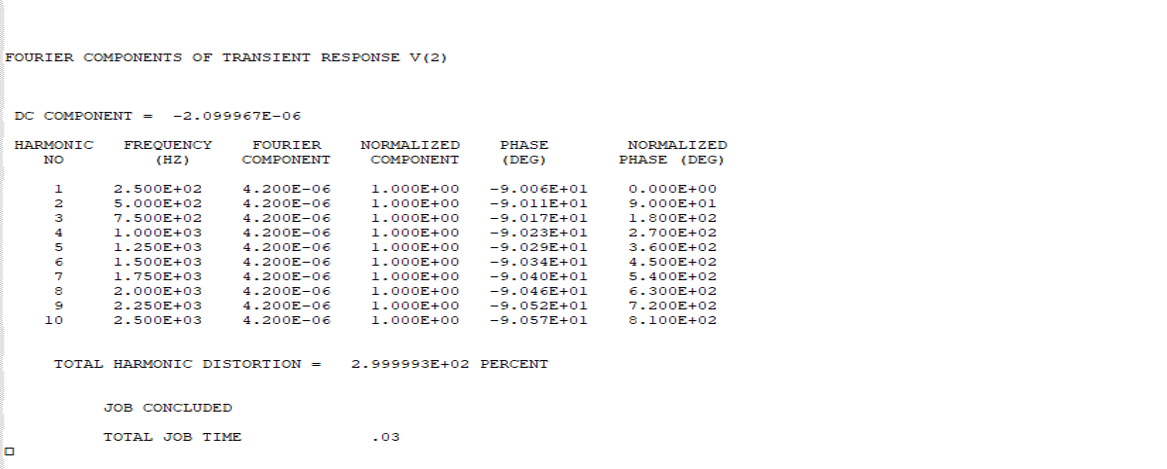 FOURIER COMPONENTS OF TRANSIENT RESPONSE V(2)
DC COMPONENT = -2.099967E-06
HARMONIC FREQUENCY FOURIER NORMALIZED PHASE NORMALIZED
NO (HZ) COMPONENT COMPONENT (DEG) PHASE (DEG)
1 2.500E+02 4.200E-06 1.000E+00 -9.006E+01 0.000E+00
2 5.000E+02 4.200E-06 1.000E+00 -9.011E+01 9.000E+01
3 7.500E+02 4.200E-06 1.000E+00 -9.017E+01 1.800E+02
4 1.000E+03 4.200E-06 1.000E+00 -9.023E+01 2.700E+02
5 1.250E+03 4.200E-06 1.000E+00 -9.029E+01 3.600E+02
6 1.500E+03 4.200E-06 1.000E+00 -9.034E+01 4.500E+02
7 1.750E+03 4.200E-06 1.000E+00 -9.040E+01 5.400E+02
8 2.000E+03 4.200E-06 1.000E+00 -9.046E+01 6.300E+02
9 2.250E+03 4.200E-06 1.000E+00 -9.052E+01 7.200E+02
10 2.500E+03 4.200E-06 1.000E+00 -9.057E+01 8.100E+02
TOTAL HARMONIC DISTORTION = 2.999993E+02 PERCENT
JOB CONCLUDED
TOTAL JOB TIME .03